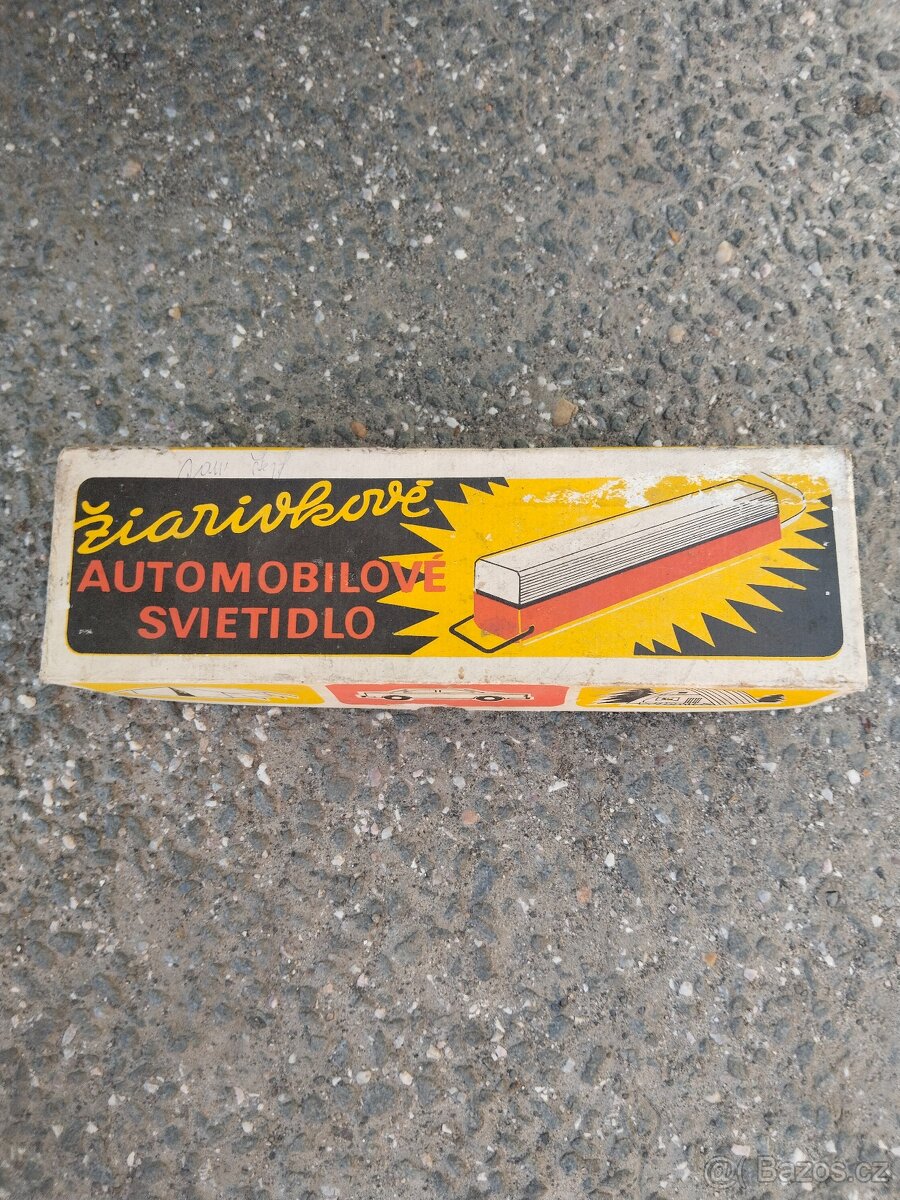 žiarivkové
AUTOMOBILOVÉ
SVIETIDLO
@ Bazos.cz